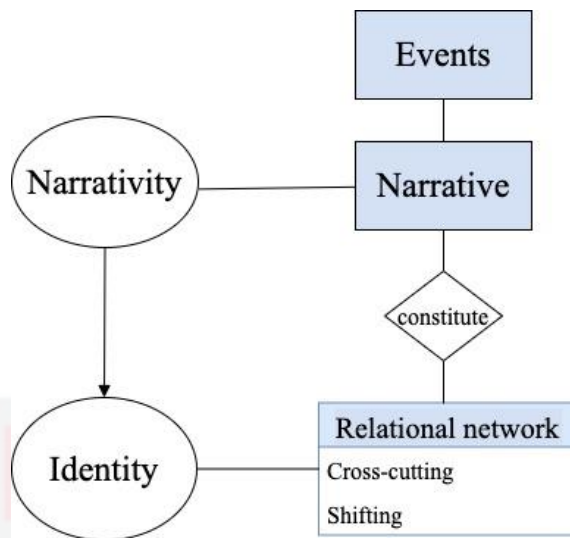 Events
Narrativity
Narrative
constitute
Relational network
Identity
Cross-cutting
Shifting